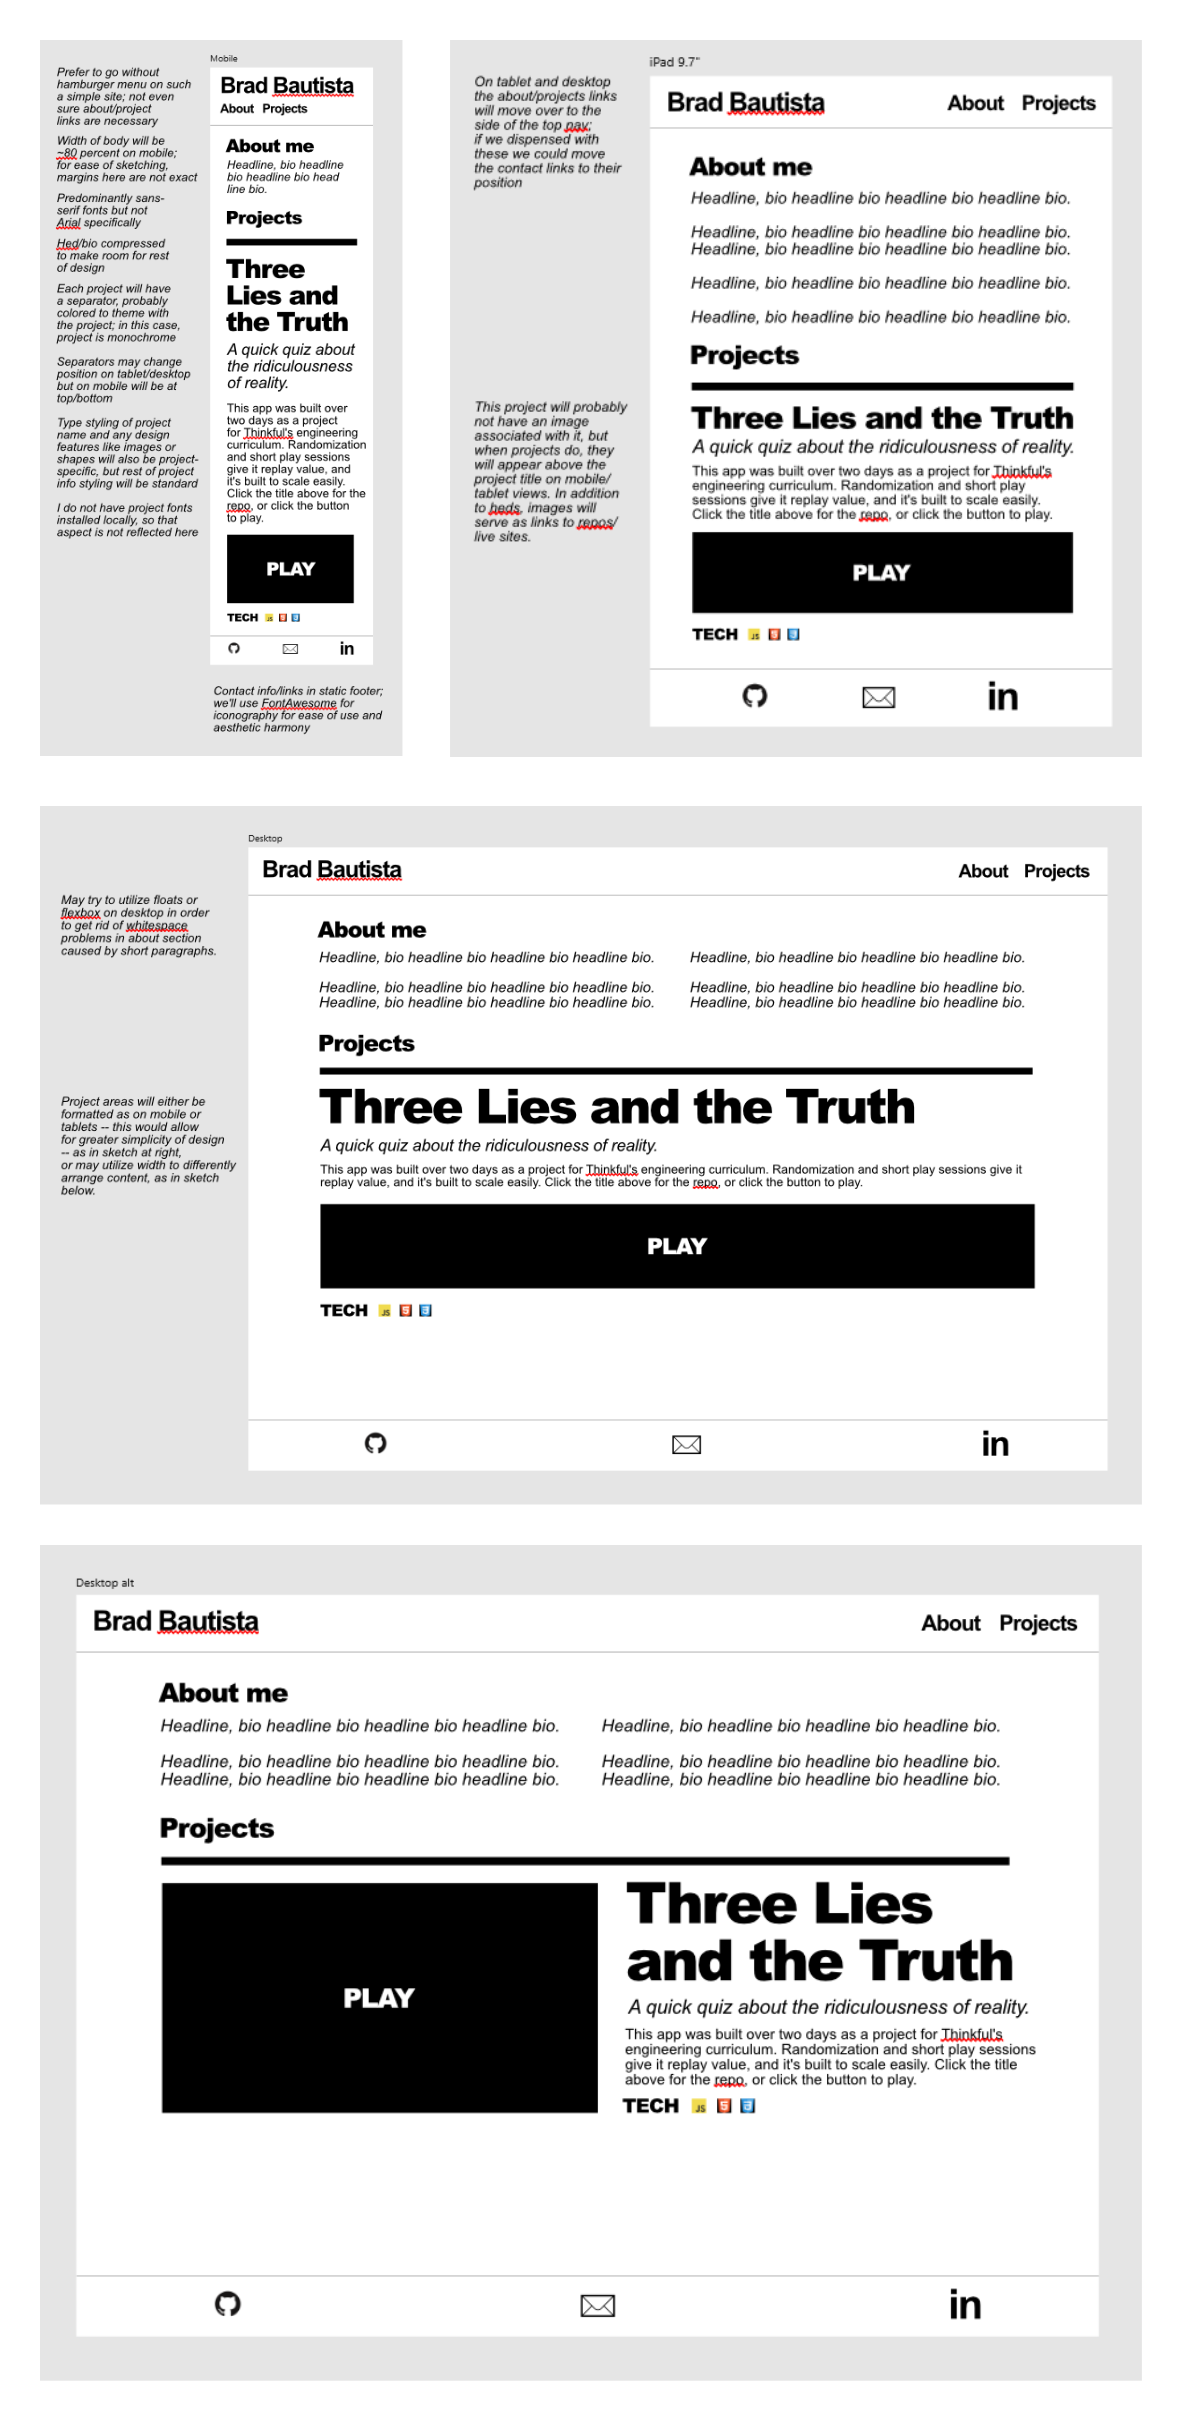 Mobile
Prefer to go without
hamburger menu on such
a simple site; not even
sure about/project
links are necessary
Width of body will be
~80 percent on mobile;
for ease of sketching,
margins here are not exact
Predominantly sans-
serif fonts but not
Arial specifically
Hed/bio compressed
to make room for rest
of design
Each project will have
a separator, probably
colored to theme with
the project; in this case,
project is monochrome
Separators may change
position on tablet/desktop
but on mobile will be at
top/bottom
Type styling of project
name and any design
features like images or
shapes will also be project-
specific, but rest of project
info styling will be standard
I do not have project fonts
installed locally, so that
aspect is not reflected here
Brad Bautista
About Projects
About me
Headline, bio headline
bio headline bio head
line bio.
Projects
Three
Lies and
the Truth
A quick quiz about
the ridiculousness
of reality.
This app was built over
two days as a project
for Thinkful's engineering
curriculum. Randomization
and short play sessions
give it replay value, and
it's built to scale easily.
Click the title above for the
repo, or click the button
to play.
PLAY
TECH JS 5 3
in
Contact info/links in static footer;
we'll use FontAwesome for
iconography for ease of use and
aesthetic harmony
iPad 9.7"
On tablet and desktop
the about/projects links
will move over to the
side of the top nav;
if we dispensed with
these we could move
the contact links to their
position
This project will probably
not have an image
associated with it, but
when projects do, they
will appear above the
project title on mobile/
tablet views. In addition
to heds, images will
serve as links to repos/
live sites.
Brad Bautista About Projects
About me
Headline, bio headline bio headline bio headline bio.
Headline, bio headline bio headline bio headline bio.
Headline, bio headline bio headline bio headline bio.
Headline, bio headline bio headline bio headline bio.
Headline, bio headline bio headline bio headline bio.
Projects
Three Lies and the Truth
A quick quiz about the ridiculousness of reality.
This app was built over two days as a project for Thinkful's
engineering curriculum. Randomization and short play
sessions give it replay value, and it's built to scale easily.
Click the title above for the repo, or click the button to play.
PLAY
TECH JS 5 3
in
Desktop
May try to utilize floats or
flexbox on desktop in order
to get rid of whitespace
problems in about section
caused by short paragraphs.
Project areas will either be
formatted as on mobile or
tablets -- this would allow
for greater simplicity of design
-- as in sketch at right,
or may utilize width to differently
arrange content, as in sketch
below.
Brad Bautista About Projects
About me
Headline, bio headline bio headline bio headline bio. Headline, bio headline bio headline bio headline bio.
Headline, bio headline bio headline bio headline bio. Headline, bio headline bio headline bio headline bio.
Headline, bio headline bio headline bio headline bio. Headline, bio headline bio headline bio headline bio.
Projects
Three Lies and the Truth
A quick quiz about the ridiculousness of reality.
This app was built over two days as a project for Thinkful's engineering curriculum. Randomization and short play sessions give it
replay value, and it's built to scale easily. Click the title above for the repo, or click the button to play.
PLAY
TECH JS 5 3
in
Desktop alt
Brad Bautista About Projects
About me
Headline, bio headline bio headline bio headline bio. Headline, bio headline bio headline bio headline bio.
Headline, bio headline bio headline bio headline bio. Headline, bio headline bio headline bio headline bio.
Headline, bio headline bio headline bio headline bio. Headline, bio headline bio headline bio headline bio.
Projects
PLAY
Three Lies
and the Truth
A quick quiz about the ridiculousness of reality.
This app was built over two days as a project for Thinkful's
engineering curriculum. Randomization and short play sessions
give it replay value, and it's built to scale easily. Click the title
above for the repo, or click the button to play.
TECH JS 5 3
in